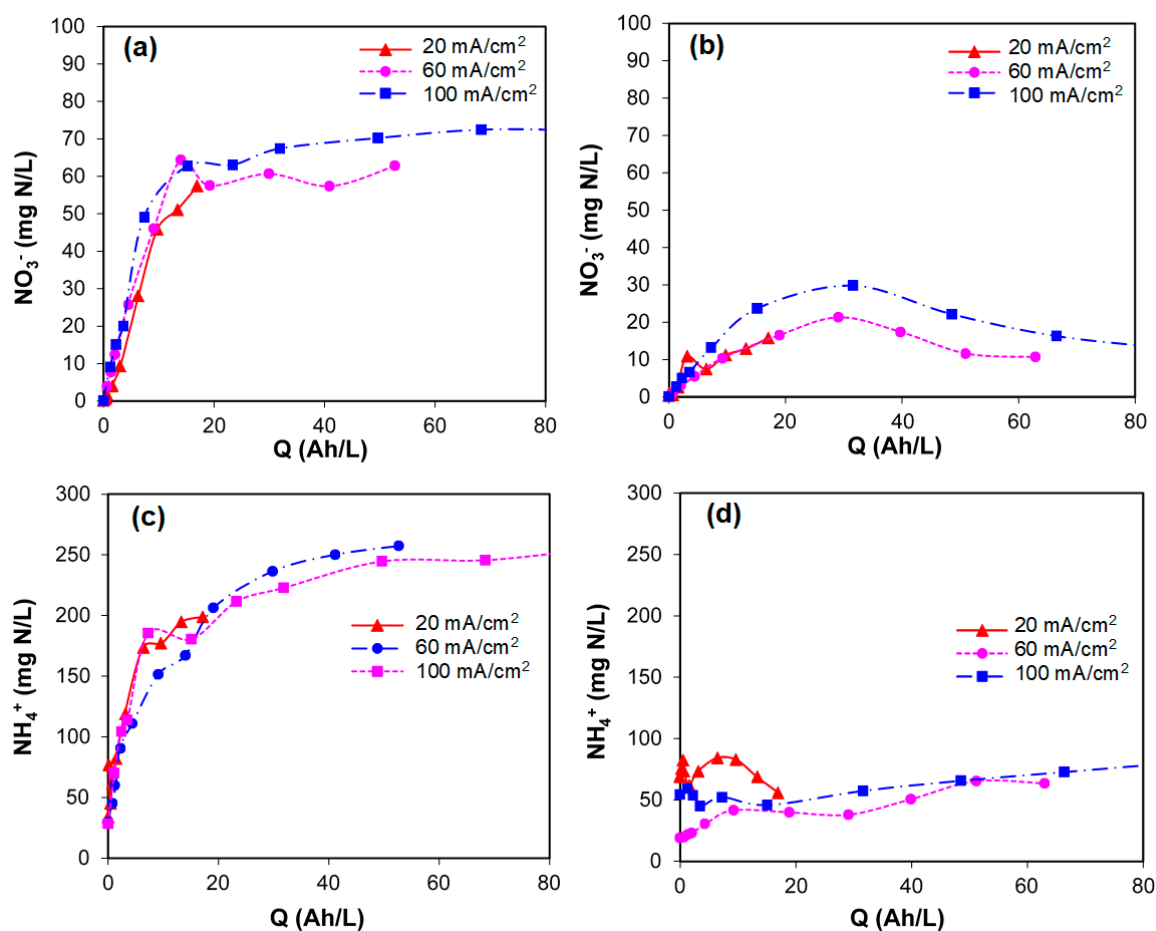 (a)
20 mA/cm²
60 mA/cm²
100 mA/cm²
100
90
80
70
60
50
40
30
20
10
0
NO₃⁻ (mg N/L)
0 20 40 60 80
Q (Ah/L)
(b)
20 mA/cm²
60 mA/cm²
100 mA/cm²
100
90
80
70
60
50
40
30
20
10
0
NO₃⁻ (mg N/L)
0 20 40 60 80
Q (Ah/L)
(c)
20 mA/cm²
60 mA/cm²
100 mA/cm²
300
250
200
150
100
50
0
NH₄⁺ (mg N/L)
0 20 40 60 80
Q (Ah/L)
(d)
20 mA/cm²
60 mA/cm²
100 mA/cm²
300
250
200
150
100
50
0
NH₄⁺ (mg N/L)
0 20 40 60 80
Q (Ah/L)